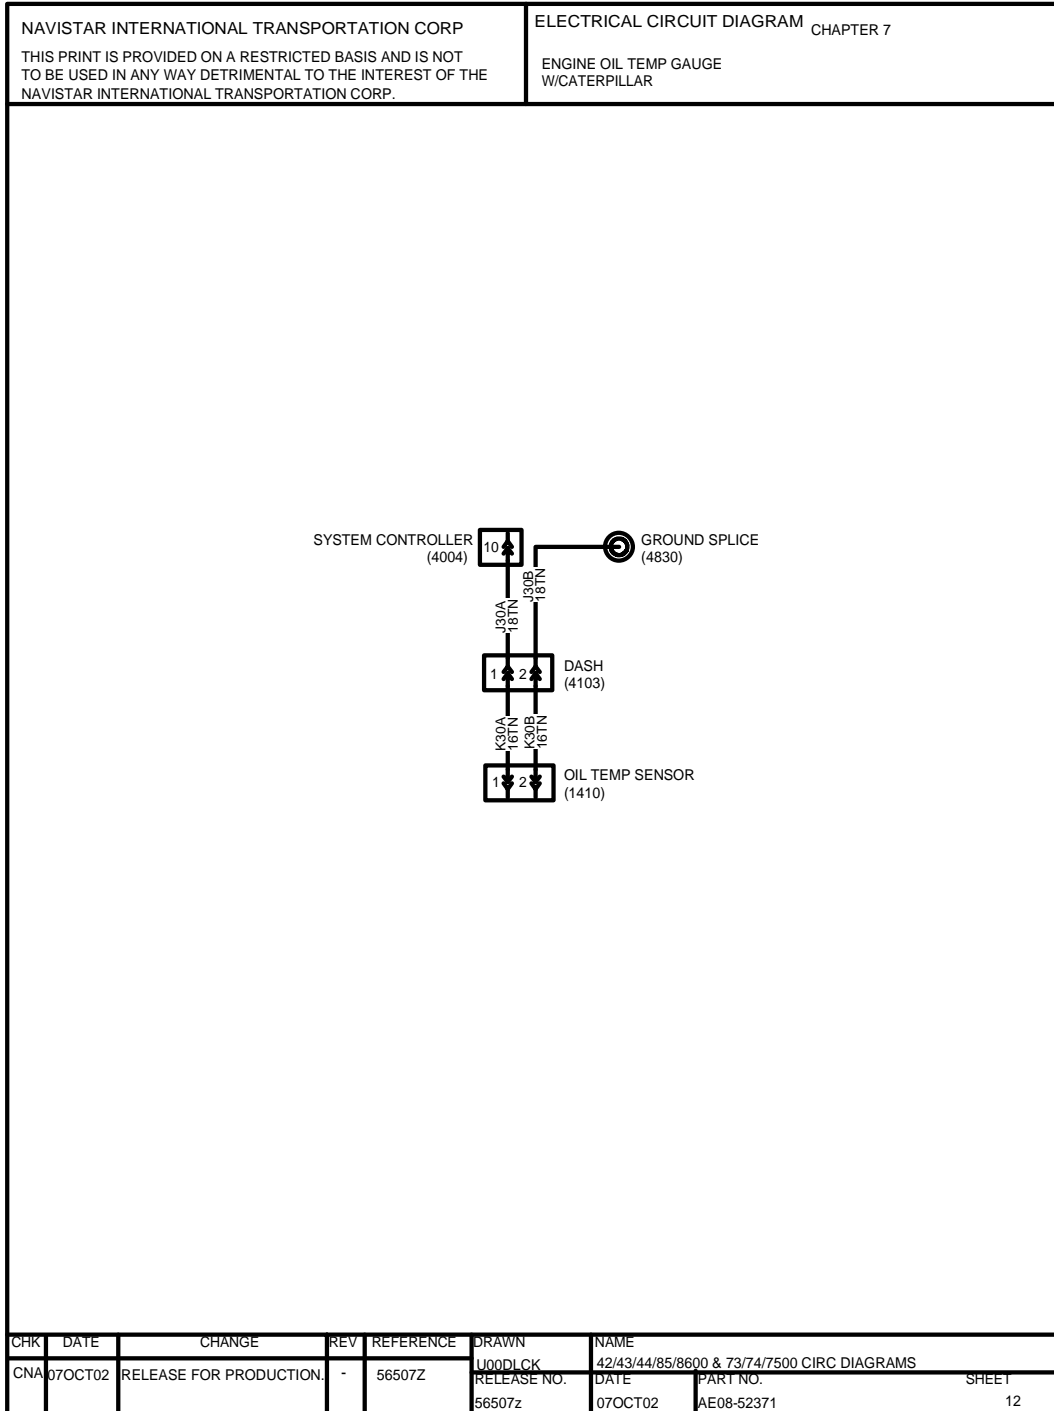 NAVISTAR INTERNATIONAL TRANSPORTATION CORP
THIS PRINT IS PROVIDED ON A RESTRICTED BASIS AND IS NOT
TO BE USED IN ANY WAY DETRIMENTAL TO THE INTEREST OF THE
NAVISTAR INTERNATIONAL TRANSPORTATION CORP.
ELECTRICAL CIRCUIT DIAGRAM CHAPTER 7
ENGINE OIL TEMP GAUGE
W/CATERPILLAR
SYSTEM CONTROLLER
(4004)
10
GROUND SPLICE
(4830)
J30A
18TN
J30B
18TN
1 2
DASH
(4103)
K30A
16TN
K30B
16TN
1 2
OIL TEMP SENSOR
(1410)
CHK DATE CHANGE REV REFERENCE
CNA 07OCT02 RELEASE FOR PRODUCTION. - 56507Z
DRAWN
U00DLCK
NAME
42/43/44/85/8600 & 73/74/7500 CIRC DIAGRAMS
RELEASE NO. DATE PART NO. SHEET
56507z 07OCT02 AE08-52371 12